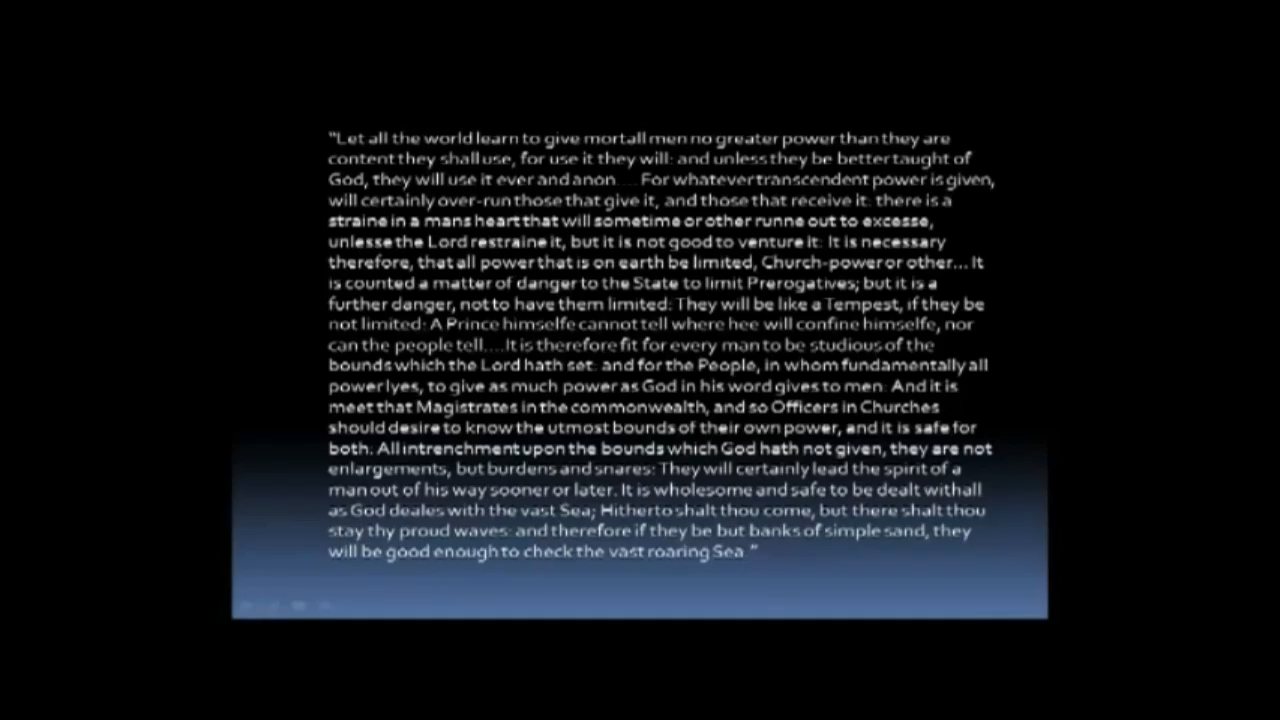 "Let all the world learn to give mortall men no greater power than they are
content they shall use, for use it they will: and unless they be better taught of
God, they will use it ever and anon.... For whatever transcendent power is given,
will certainly over-run those that give it, and those that receive it: there is a
straine in a mans heart that will sometime or other runne out to excesse,
unlesse the Lord restraine it, but it is not good to venture it: It is necessary
therefore, that all power that is on earth be limited, Church-power or other... It
is counted a matter of danger to the State to limit Prerogatives; but it is a
further danger, not to have them limited: They will be like a Tempest, if they be
not limited: A Prince himselfe cannot tell where hee will confine himselfe, nor
can the people tell....It is therefore fit for every man to be studious of the
bounds which the Lord hath set: and for the People, in whom fundamentally all
power lyes, to give as much power as God in his word gives to men: And it is
meet that Magistrates in the commonwealth, and so Officers in Churches
should desire to know the utmost bounds of their own power, and it is safe for
both: All intrenchment upon the bounds which God hath not given, they are not
enlargements, but burdens and snares: They will certainly lead the spirit of a
man out of his way sooner or later. It is wholesome and safe to be dealt withall
as God deales with the vast Sea; Hitherto shalt thou come, but there shalt thou
stay thy proud waves: and therefore if they be but banks of simple sand, they
will be good enough to check the vast roaring Sea."